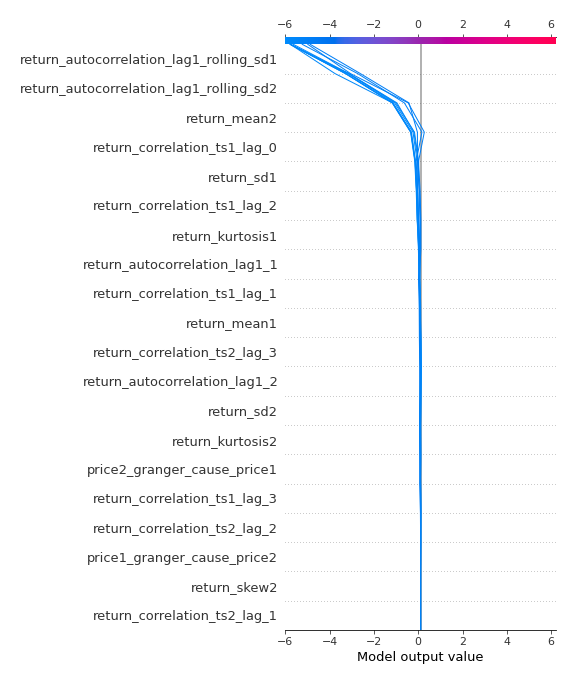 −6 −4 −2 0 2 4 6
return_autocorrelation_lag1_rolling_sd1
return_autocorrelation_lag1_rolling_sd2
return_mean2
return_correlation_ts1_lag_0
return_sd1
return_correlation_ts1_lag_2
return_kurtosis1
return_autocorrelation_lag1_1
return_correlation_ts1_lag_1
return_mean1
return_correlation_ts2_lag_3
return_autocorrelation_lag1_2
return_sd2
return_kurtosis2
price2_granger_cause_price1
return_correlation_ts1_lag_3
return_correlation_ts2_lag_2
price1_granger_cause_price2
return_skew2
return_correlation_ts2_lag_1
−6 −4 −2 0 2 4 6
Model output value